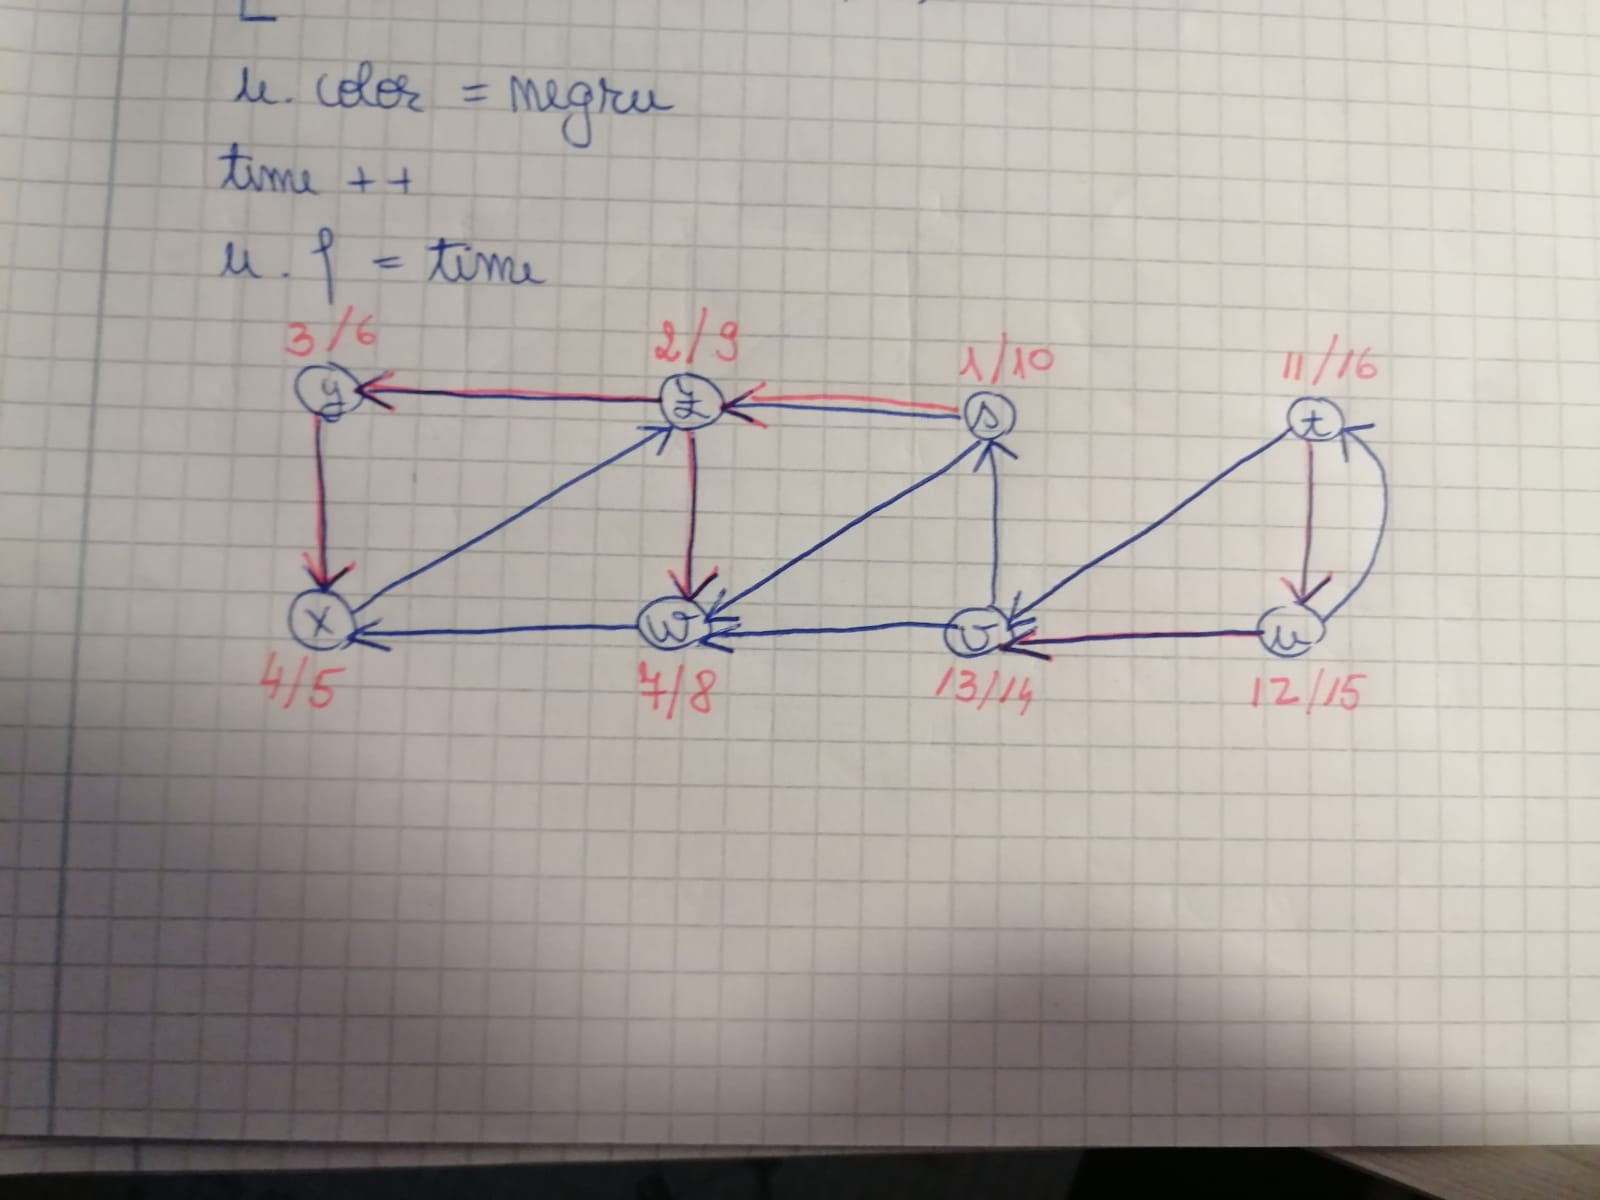 u. color = negru
time ++
u. f = time
3/6 2/9 1/10 11/16
y z s t
x w v u
4/5 7/8 13/14 12/15